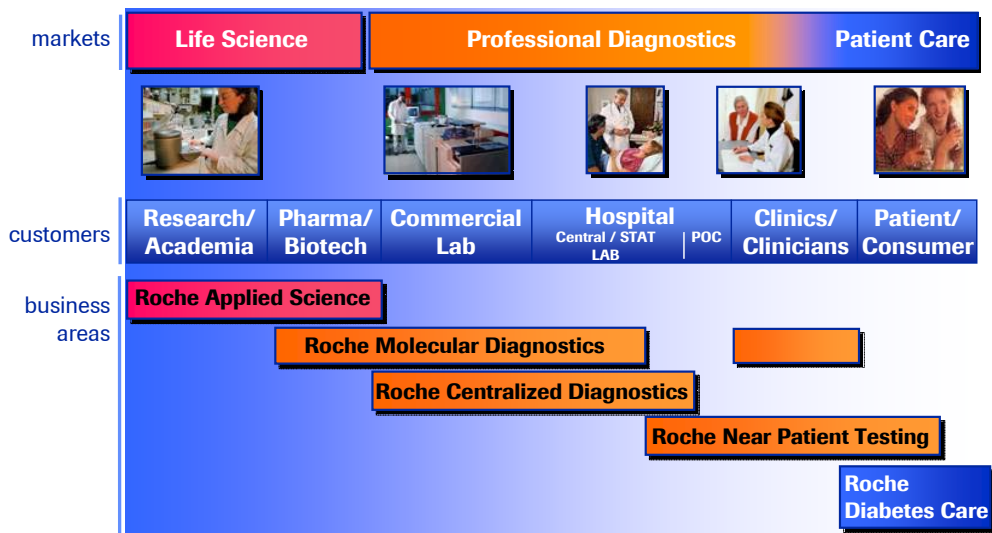 markets
Life Science
Professional Diagnostics
Patient Care
customers
Research/
Academia
Pharma/
Biotech
Commercial
Lab
Hospital
Central / STAT
LAB
POC
Clinics/
Clinicians
Patient/
Consumer
business
areas
Roche Applied Science
Roche Molecular Diagnostics
Roche Centralized Diagnostics
Roche Near Patient Testing
Roche
Diabetes Care